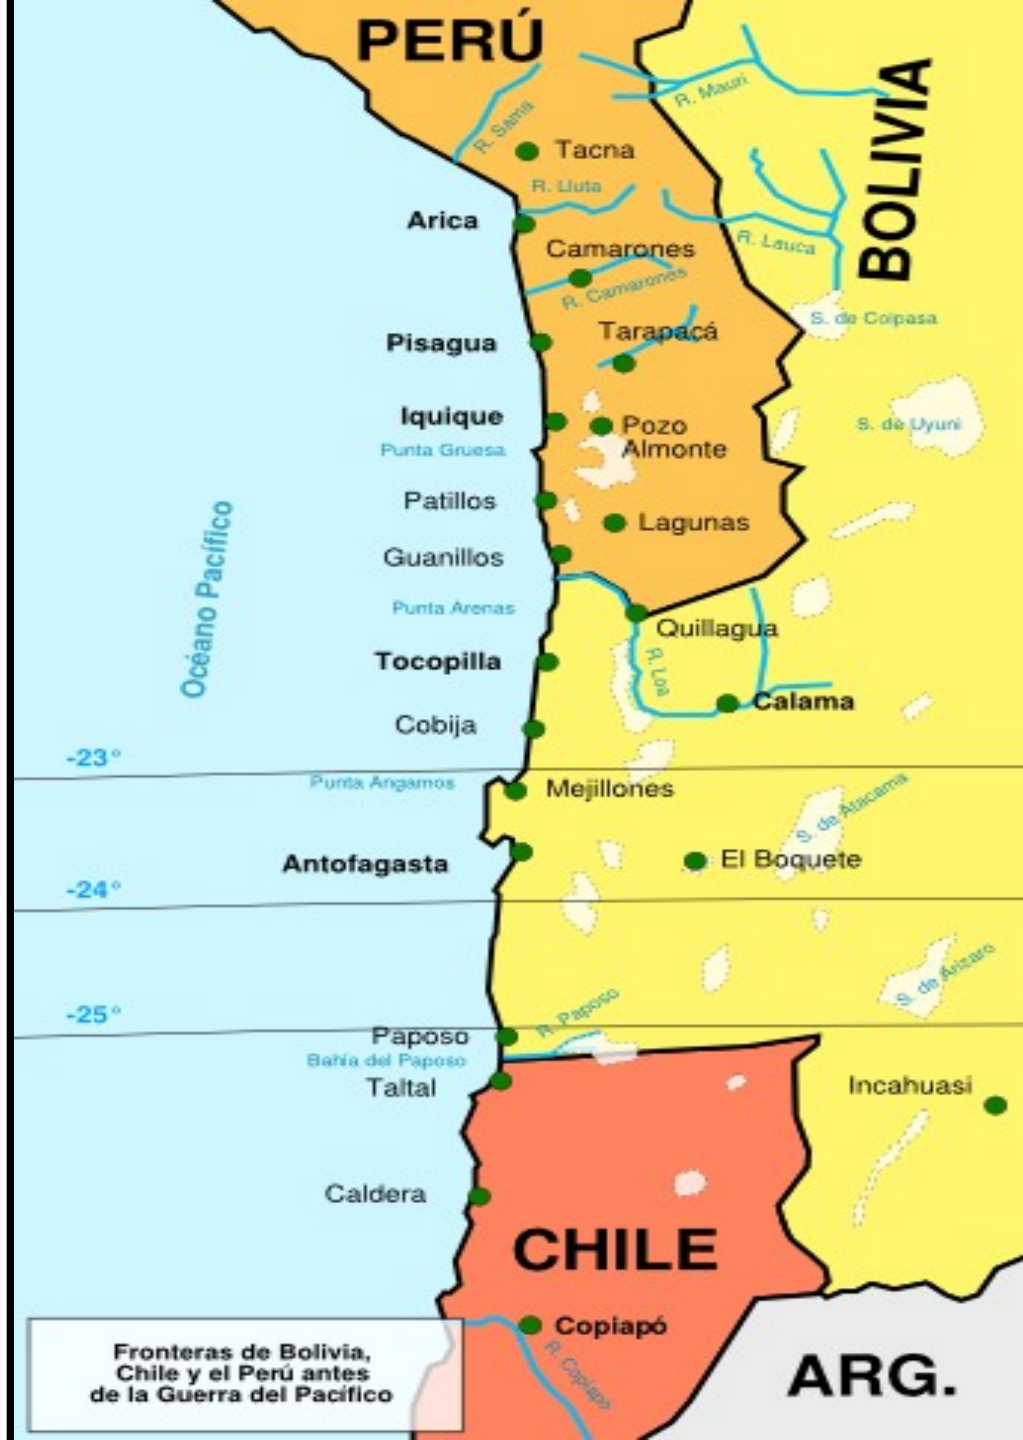 PERÚ
BOLIVIA
R. Mauri
R. Sama
Tacna
R. Lluta
Arica
Camarones
R. Lauca
R. Camarones
S. de Coipasa
Tarapacá
Pisagua
Iquique
Pozo
Almonte
S. de Uyuni
Punta Gruesa
Patillos
Lagunas
Guanillos
Océano Pacífico
Punta Arenas
Quillagua
Tocopilla
R. Loa
Calama
Cobija
-23°
Punta Angamos
Mejillones
S. de Atacama
Antofagasta
El Boquete
-24°
S. de Arizaro
-25°
R. Paposo
Paposo
Bahía del Paposo
Taltal
Incahuasi
Caldera
CHILE
Copiapó
R. Copiapó
ARG.
Fronteras de Bolivia,
Chile y el Perú antes
de la Guerra del Pacífico